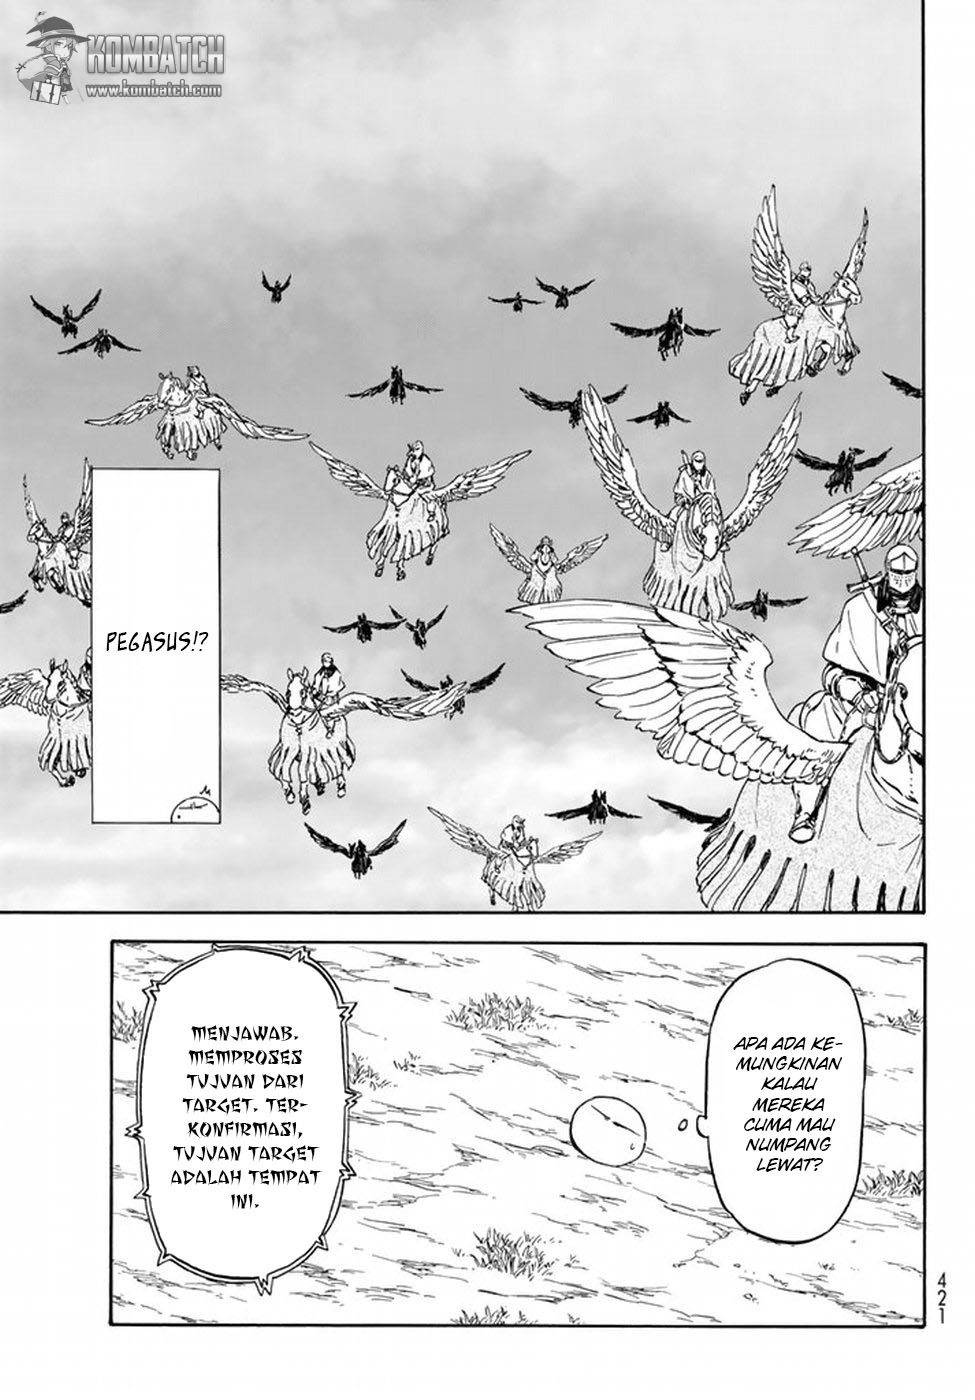 KOMBATCH
www.kombatch.com
PEGASUS!?
APA ADA KE-
MUNGKINAN
KALAU
MEREKA
CUMA MAU
NUMPANG
LEWAT?
MENJAWAB.
MEMPROSES
TUJUAN DARI
TARGET. TER-
KONFIRMASI,
TUJUAN TARGET
ADALAH TEMPAT
INI.
421